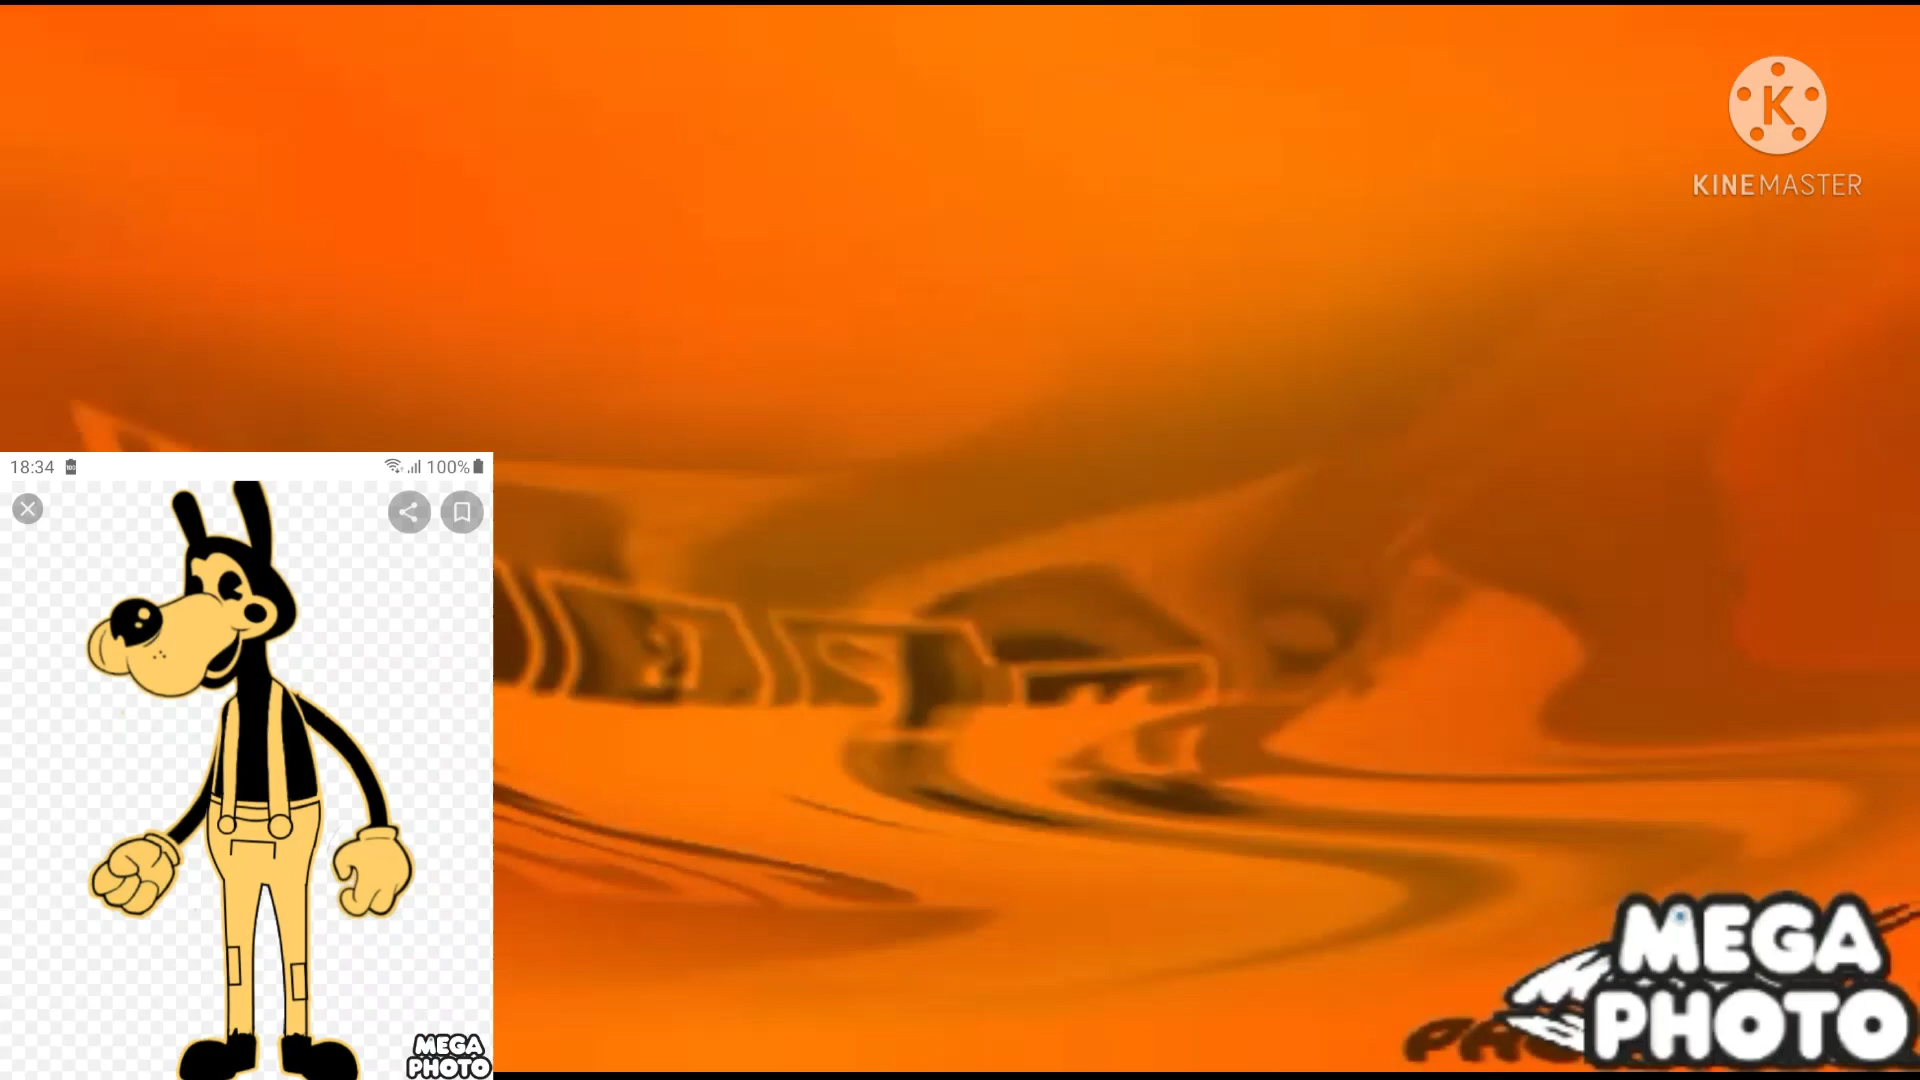 K
KINEMASTER
18:34
100%
MEGA
PHOTO
MEGA
PHOTO